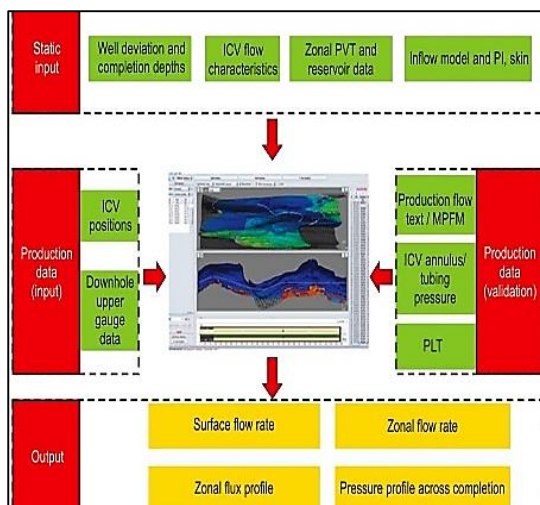 Static
input
Well deviation and
completion depths
ICV flow
characteristics
Zonal PVT and
reservoir data
Inflow model and PI, skin
Production
data
(input)
ICV
positions
Downhole
upper
gauge
data
Production flow
text / MPFM
ICV annulus/
tubing
pressure
PLT
Production
data
(validation)
Output
Surface flow rate
Zonal flow rate
Zonal flux profile
Pressure profile across completion